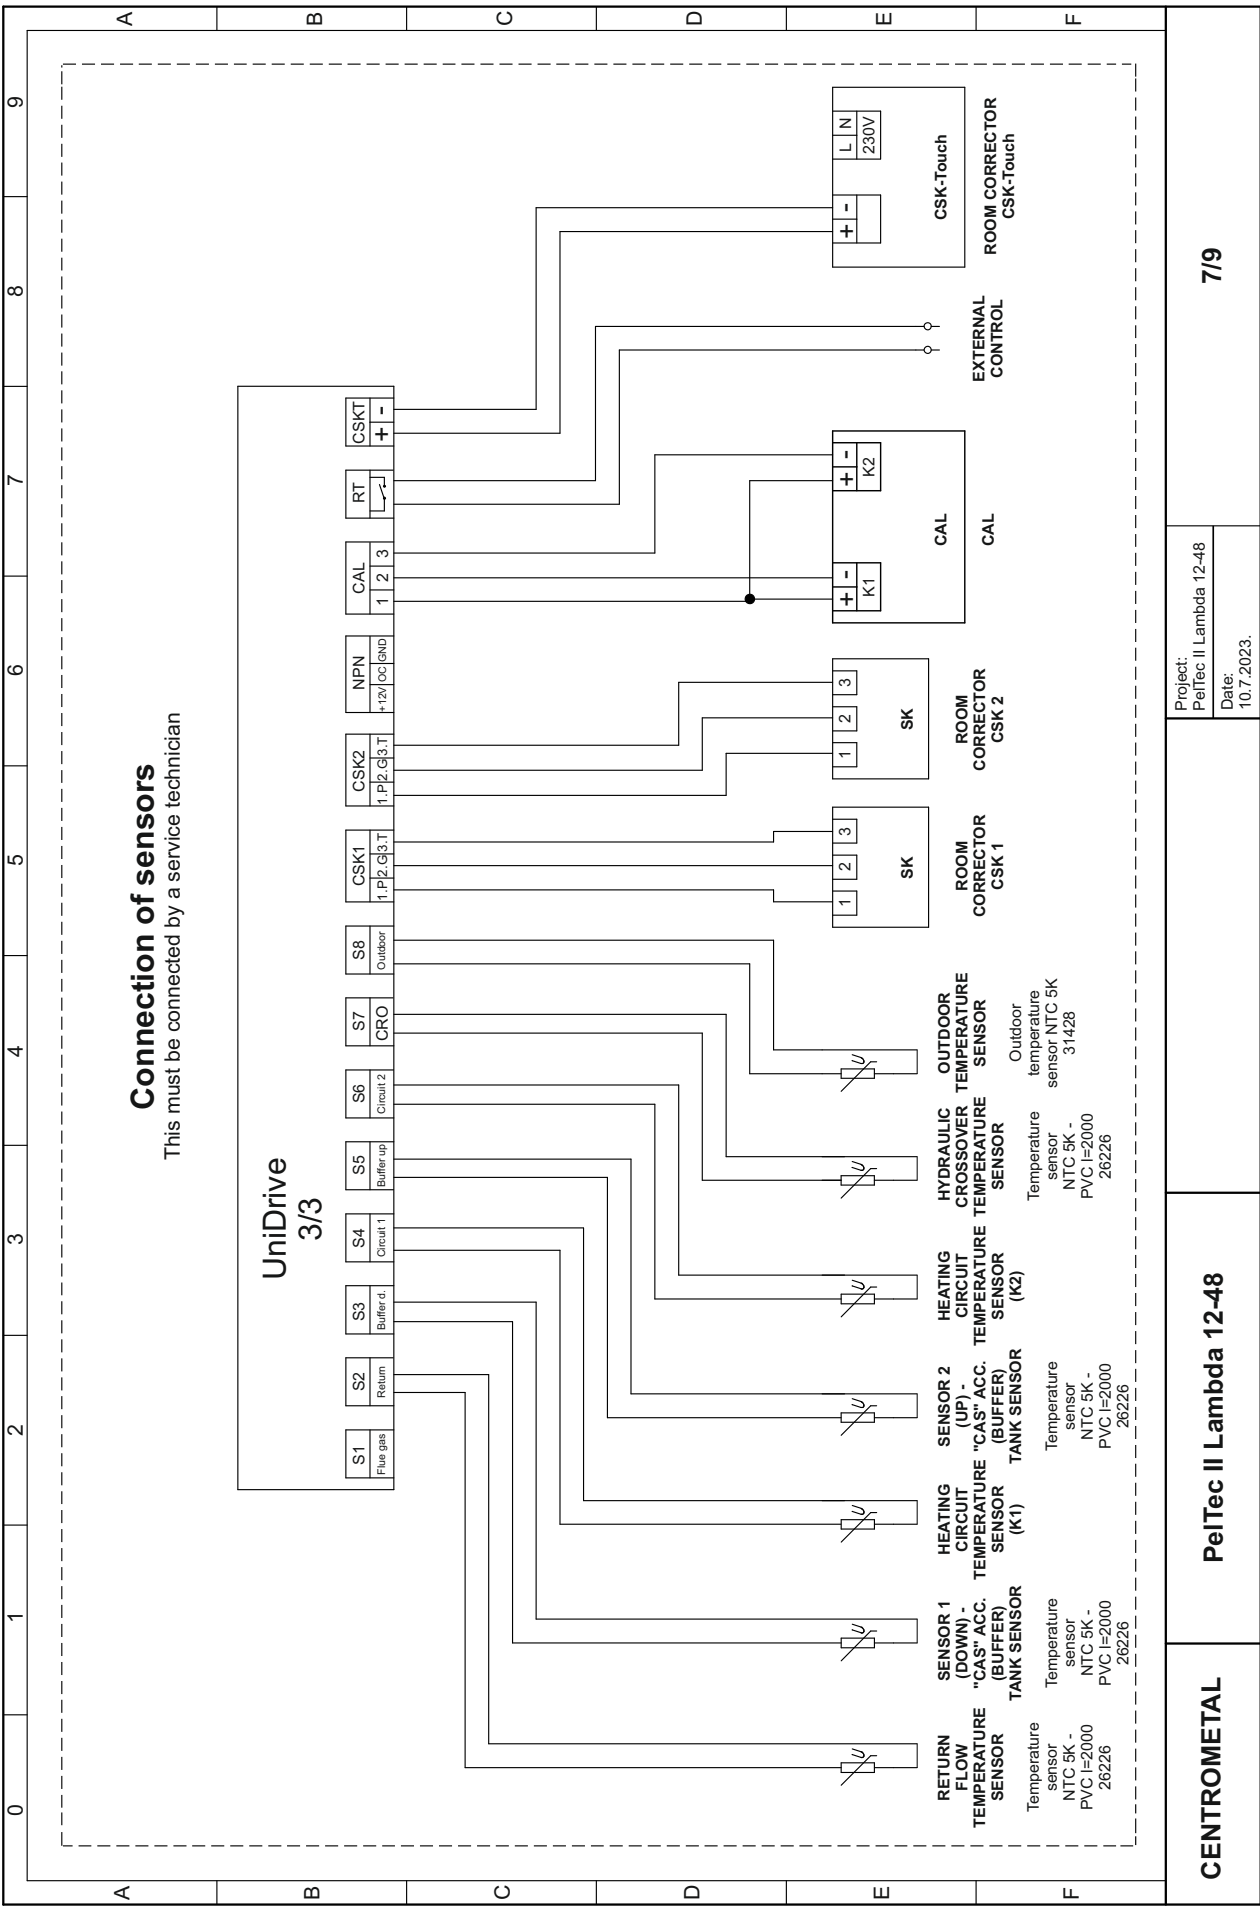 0 1 2 3 4 5 6 7 8 9
A
A
B
B
C
C
D
D
E
E
F
F
Connection of sensors
This must be connected by a service technician
UniDrive
3/3
S1
Flue gas
S2
Return
S3
Buffer d.
S4
Circuit 1
S5
Buffer up
S6
Circuit 2
S7
CRO
S8
Outdoor
CSK1
1.P 2.G 3.T
CSK2
1.P 2.G 3.T
NPN
+12V OC GND
CAL
1 2 3
RT
CSKT
+ -
U
U
U
U
U
U
U
1 2 3
SK
1 2 3
SK
+ -
K1
+ -
K2
CAL
+ -
L N
230V
CSK-Touch
RETURN
FLOW
TEMPERATURE
SENSOR
Temperature
sensor
NTC 5K -
PVC l=2000
26226
SENSOR 1
(DOWN) -
"CAS" ACC.
(BUFFER)
TANK SENSOR
Temperature
sensor
NTC 5K -
PVC l=2000
26226
HEATING
CIRCUIT
TEMPERATURE
SENSOR
(K1)
SENSOR 2
(UP) -
"CAS" ACC.
(BUFFER)
TANK SENSOR
Temperature
sensor
NTC 5K -
PVC l=2000
26226
HEATING
CIRCUIT
TEMPERATURE
SENSOR
(K2)
HYDRAULIC
CROSSOVER
TEMPERATURE
SENSOR
Temperature
sensor
NTC 5K -
PVC l=2000
26226
OUTDOOR
TEMPERATURE
SENSOR
Outdoor
temperature
sensor NTC 5K
31428
ROOM
CORRECTOR
CSK 1
ROOM
CORRECTOR
CSK 2
CAL
EXTERNAL
CONTROL
ROOM CORRECTOR
CSK-Touch
CENTROMETAL
PelTec II Lambda 12-48
Project:
PelTec II Lambda 12-48
Date:
10.7.2023.
7/9